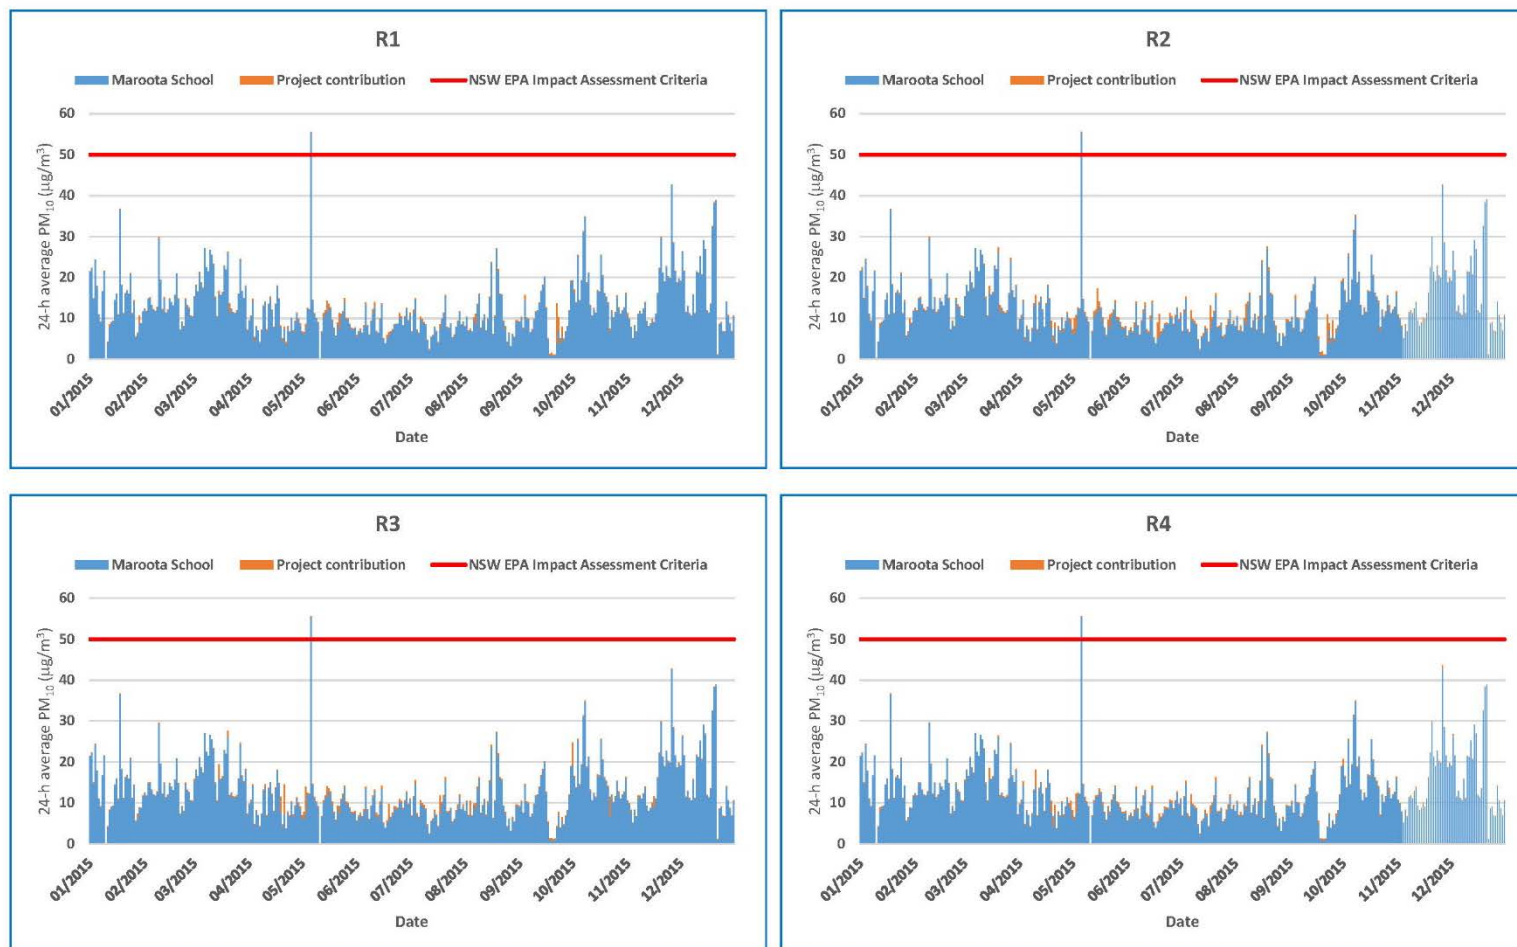 R1
Maroota School Project contribution NSW EPA Impact Assessment Criteria
24-h average PM₁₀ (µg/m³)
60
50
40
30
20
10
0
01/2015 02/2015 03/2015 04/2015 05/2015 06/2015 07/2015 08/2015 09/2015 10/2015 11/2015 12/2015
Date
R2
Maroota School Project contribution NSW EPA Impact Assessment Criteria
24-h average PM₁₀ (µg/m³)
60
50
40
30
20
10
0
01/2015 02/2015 03/2015 04/2015 05/2015 06/2015 07/2015 08/2015 09/2015 10/2015 11/2015 12/2015
Date
R3
Maroota School Project contribution NSW EPA Impact Assessment Criteria
24-h average PM₁₀ (µg/m³)
60
50
40
30
20
10
0
01/2015 02/2015 03/2015 04/2015 05/2015 06/2015 07/2015 08/2015 09/2015 10/2015 11/2015 12/2015
Date
R4
Maroota School Project contribution NSW EPA Impact Assessment Criteria
24-h average PM₁₀ (µg/m³)
60
50
40
30
20
10
0
01/2015 02/2015 03/2015 04/2015 05/2015 06/2015 07/2015 08/2015 09/2015 10/2015 11/2015 12/2015
Date